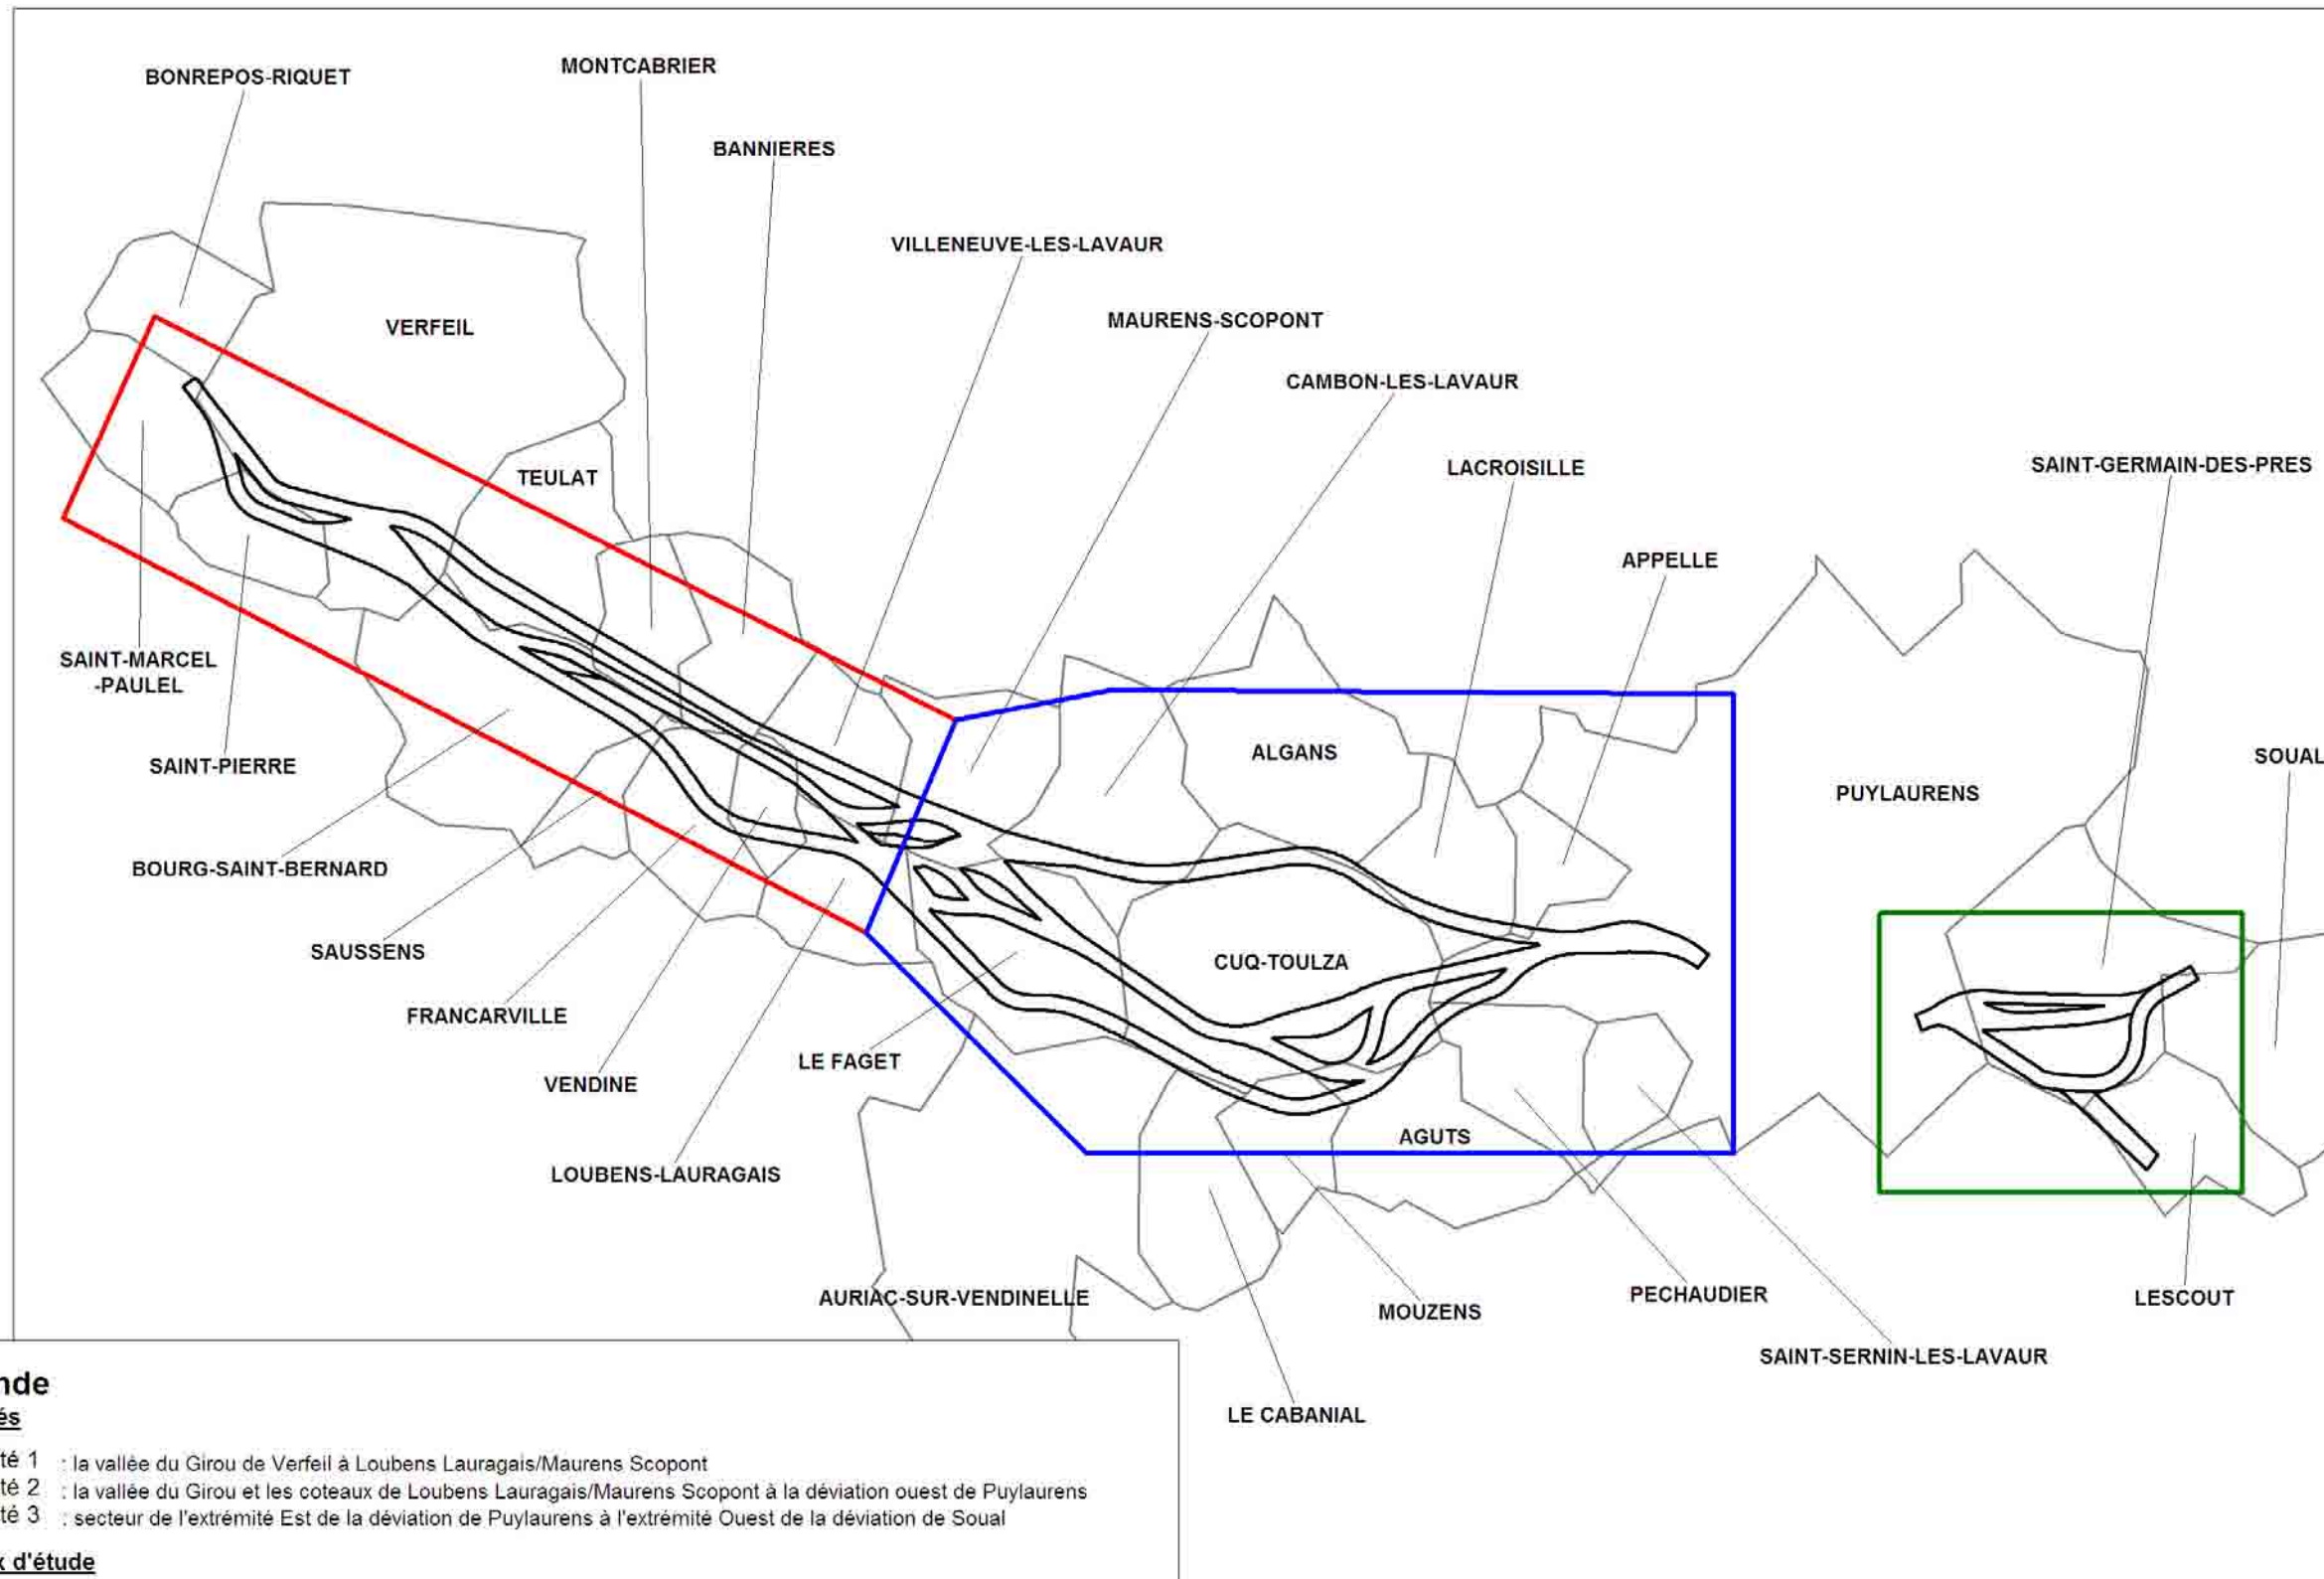 BONREPOS-RIQUET
MONTCABRIER
BANNIERES
VILLENEUVE-LES-LAVAUR
MAURENS-SCOPONT
VERFEIL
CAMBON-LES-LAVAUR
TEULAT
LACROISILLE
SAINT-GERMAIN-DES-PRES
APPELLE
SAINT-MARCEL
-PAULEL
SAINT-PIERRE
ALGANS
SOUAL
PUYLAURENS
BOURG-SAINT-BERNARD
SAUSSENS
CUQ-TOULZA
FRANCARVILLE
LE FAGET
VENDINE
AGUTS
LOUBENS-LAURAGAIS
AURIAC-SUR-VENDINELLE
MOUZENS
PECHAUDIER
LESCOUT
SAINT-SERNIN-LES-LAVAUR
LE CABANIAL
nde
és
té 1 : la vallée du Girou de Verfeil à Loubens Lauragais/Maurens Scopont
té 2 : la vallée du Girou et les coteaux de Loubens Lauragais/Maurens Scopont à la déviation ouest de Puylaurens
té 3 : secteur de l'extrémité Est de la déviation de Puylaurens à l'extrémité Ouest de la déviation de Soual
x d'étude